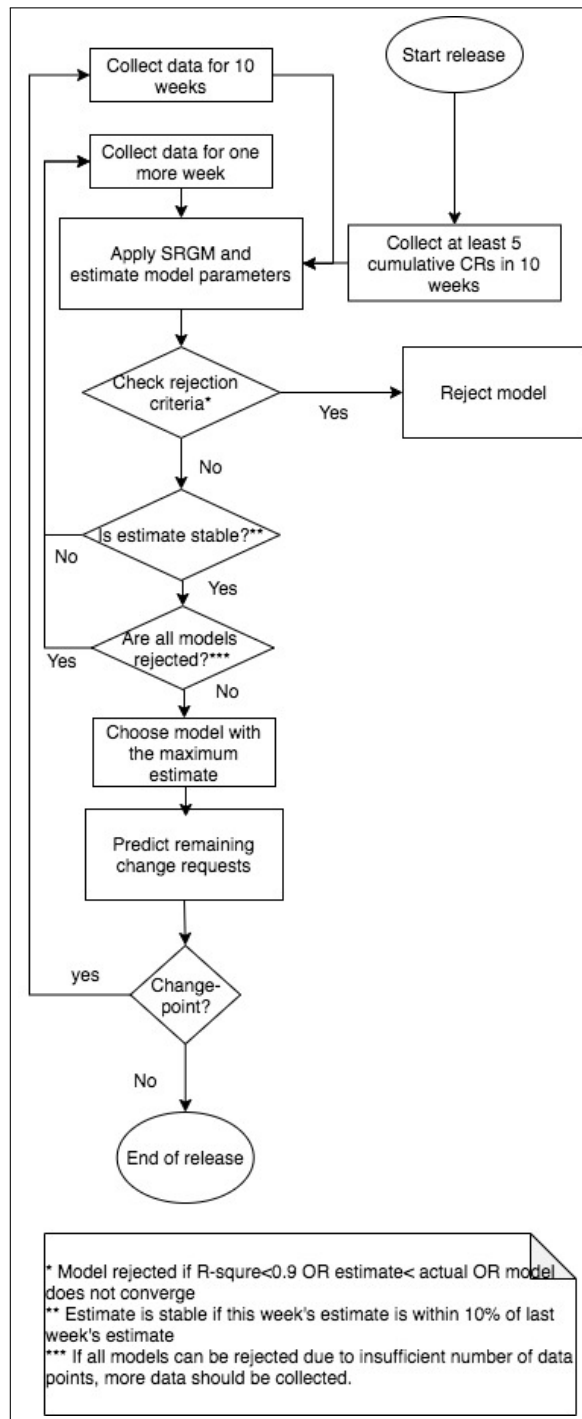 Start release
Collect data for 10
weeks
Collect data for one
more week
Apply SRGM and
estimate model parameters
Collect at least 5
cumulative CRs in 10
weeks
Check rejection
criteria*
Yes
Reject model
No
Is estimate stable?**
No
Yes
Are all models
rejected?***
Yes
No
Choose model with
the maximum
estimate
Predict remaining
change requests
yes
Change-
point?
No
End of release
* Model rejected if R-squre<0.9 OR estimate< actual OR model
does not converge
** Estimate is stable if this week's estimate is within 10% of last
week's estimate
*** If all models can be rejected due to insufficient number of data
points, more data should be collected.